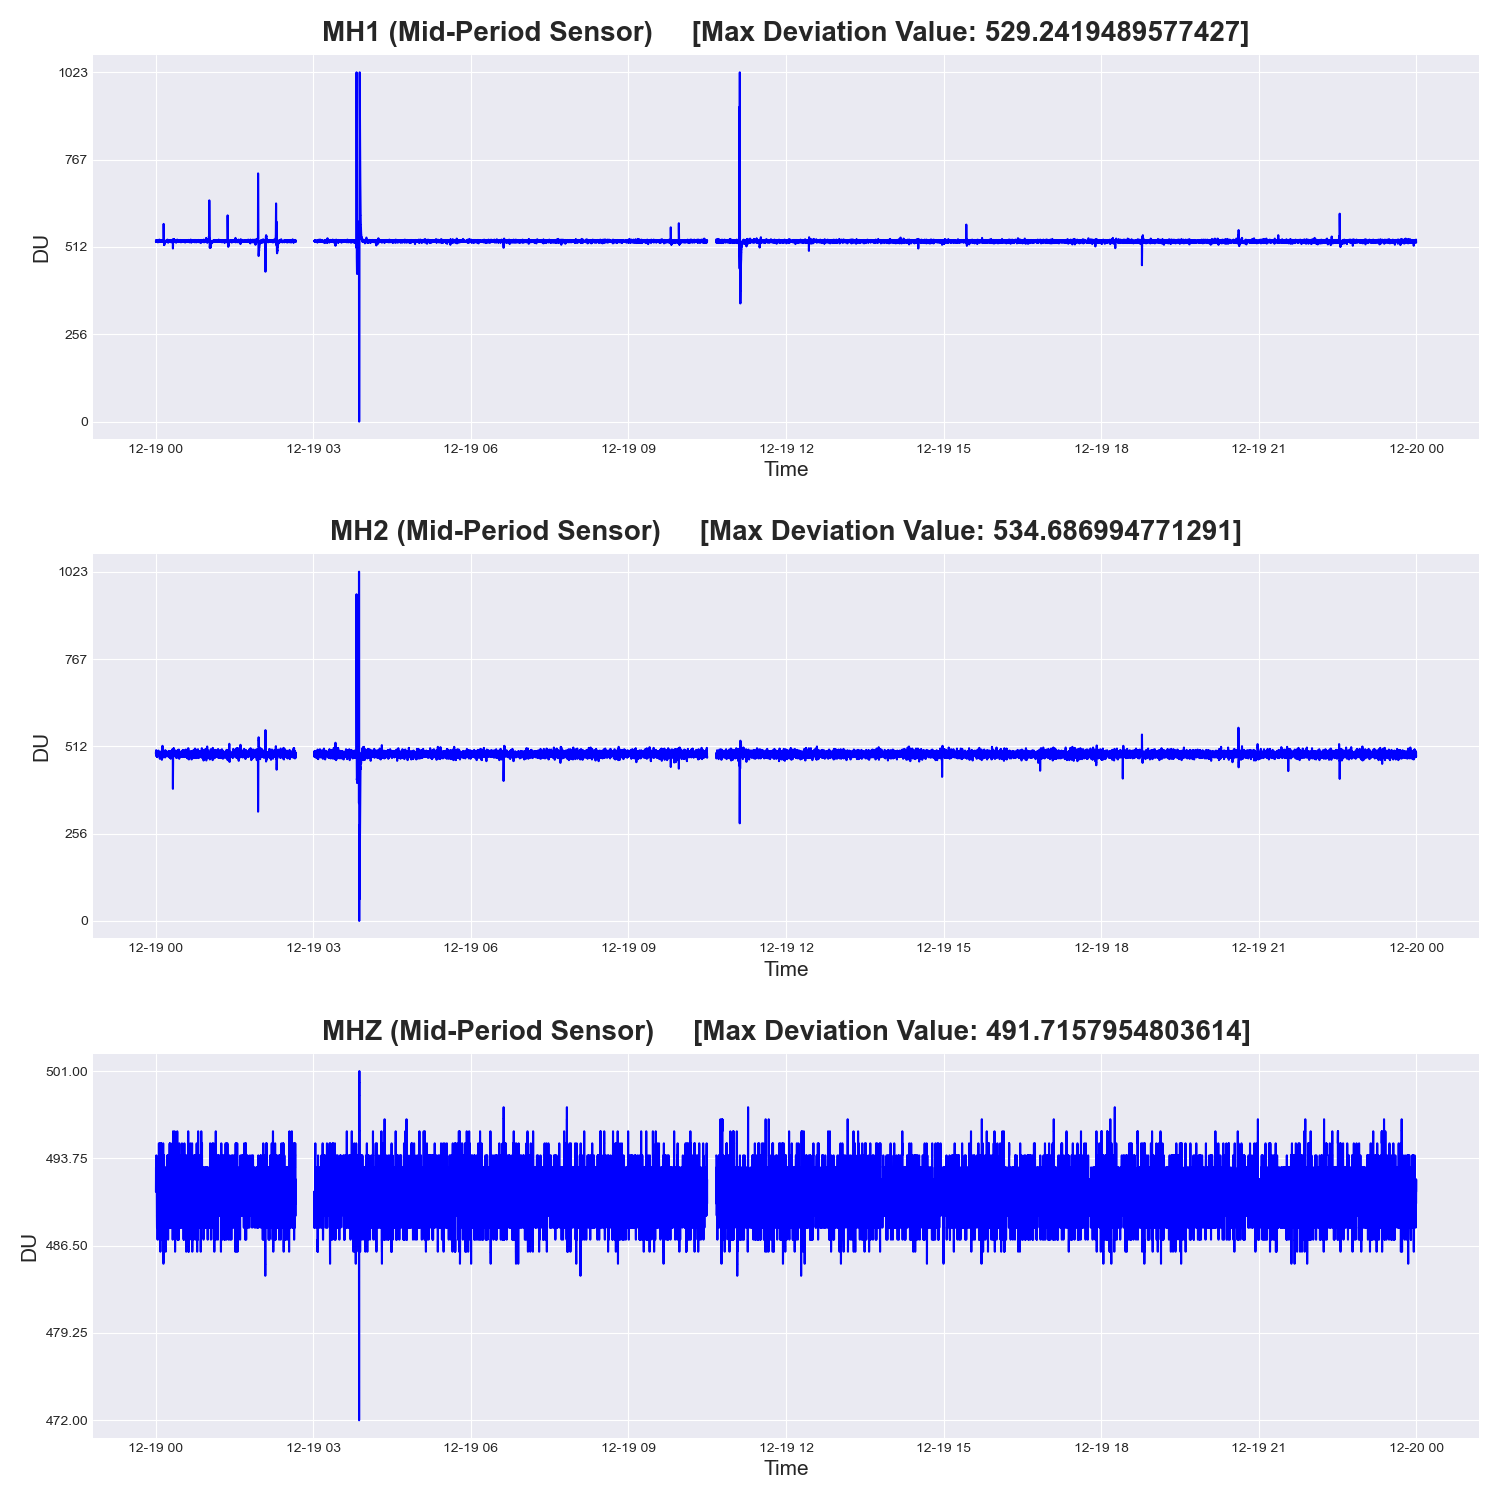 MH1 (Mid-Period Sensor) [Max Deviation Value: 529.2419489577427]
1023
767
512
256
0
DU
12-19 00 12-19 03 12-19 06 12-19 09 12-19 12 12-19 15 12-19 18 12-19 21 12-20 00
Time
MH2 (Mid-Period Sensor) [Max Deviation Value: 534.686994771291]
1023
767
512
256
0
DU
12-19 00 12-19 03 12-19 06 12-19 09 12-19 12 12-19 15 12-19 18 12-19 21 12-20 00
Time
MHZ (Mid-Period Sensor) [Max Deviation Value: 491.7157954803614]
501.00
493.75
486.50
479.25
472.00
DU
12-19 00 12-19 03 12-19 06 12-19 09 12-19 12 12-19 15 12-19 18 12-19 21 12-20 00
Time